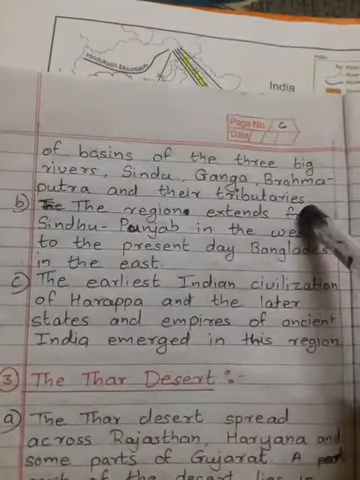 Hindukush Mountains
India
Page No. 6
Date
of basins of the three big
rivers, Sindu, Ganga, Brahma-
putra and their tributaries
b) The region extends
Sindhu-Punjab in the
to the present day Banglades
in the east.
c) The earliest Indian civilization
of Harappa and the later
states and empires of ancient
India emerged in this region
3 The Thar Desert :-
a) The Thar desert spread
across Rajasthan, Haryana and
some parts of Gujarat. A
of the desert lies in